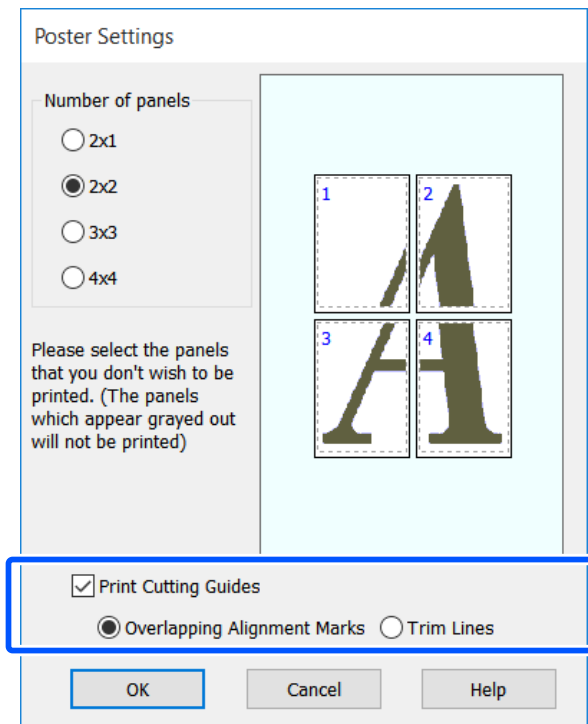 Poster Settings
Number of panels
2x1
2x2
3x3
4x4
1
2
3
4
Please select the panels
that you don't wish to be
printed. (The panels
which appear grayed out
will not be printed)
Print Cutting Guides
Overlapping Alignment Marks Trim Lines
OK Cancel Help